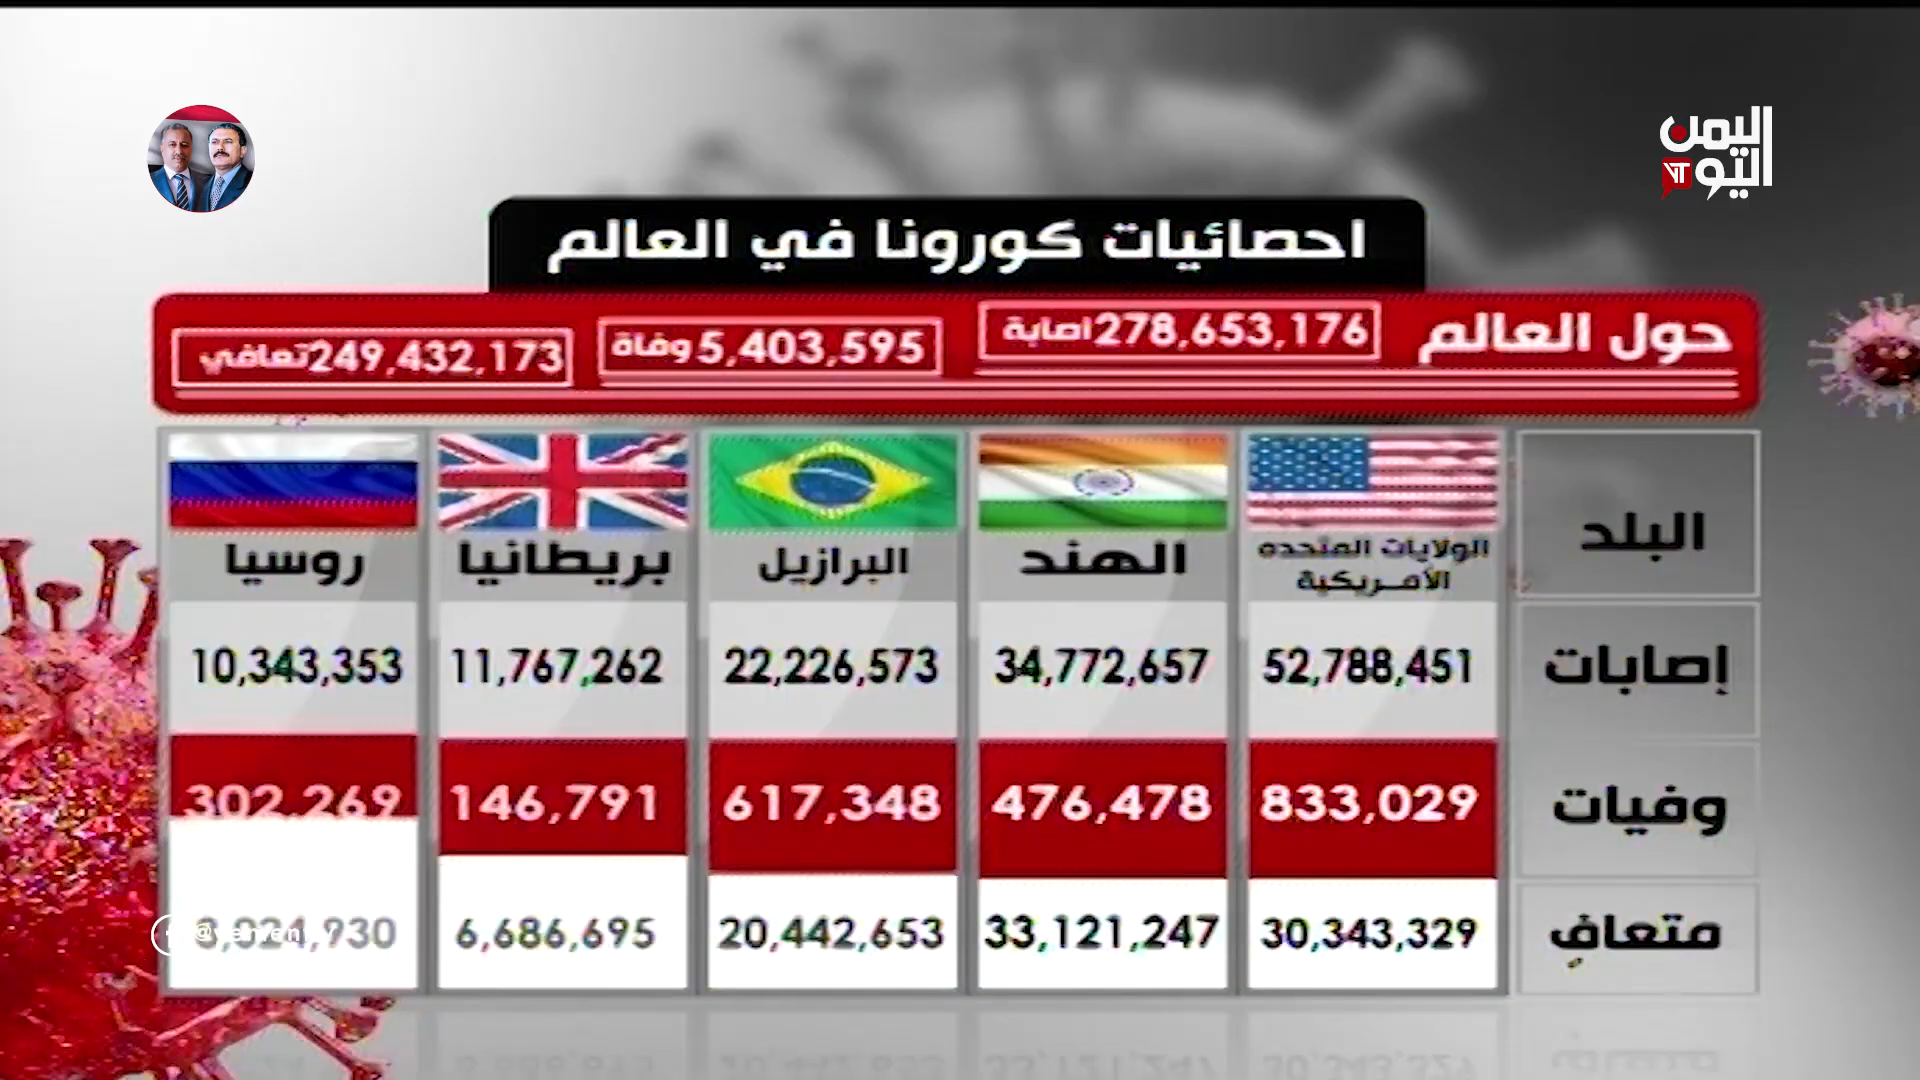 اليمن
اليوم
YT
احصائيات كورونا في العالم
حول العالم
278,653,176 اصابة
5,403,595 وفاة
249,432,173 تعافي
البلد
الولايات المتحده
الأمريكية
الهند
البرازيل
بريطانيا
روسيا
إصابات
52,788,451
34,772,657
22,226,573
11,767,262
10,343,353
وفيات
833,029
476,478
617,348
146,791
302,269
متعافٍ
30,343,329
33,121,247
20,442,653
6,686,695